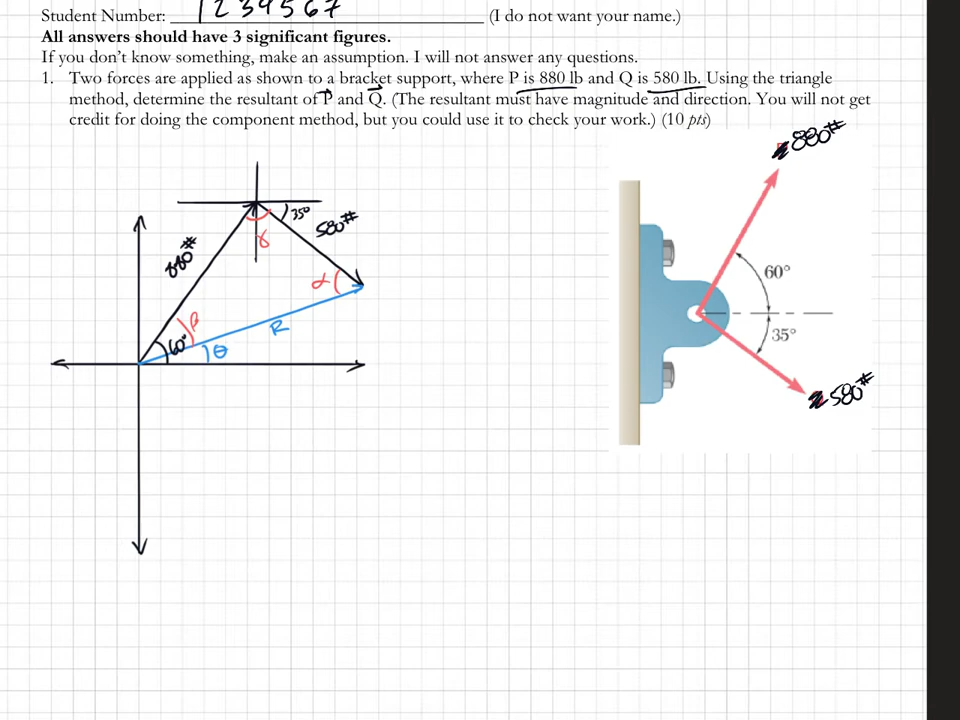 Student Number: 1234567 (I do not want your name.)
All answers should have 3 significant figures.
If you don't know something, make an assumption. I will not answer any questions.
1. Two forces are applied as shown to a bracket support, where P is 880 lb and Q is 580 lb. Using the triangle
method, determine the resultant of P and Q. (The resultant must have magnitude and direction. You will not get
credit for doing the component method, but you could use it to check your work.) (10 pts)
880#
35°
580#
880#
γ
α
β
60°
R
θ
60°
35°
580#